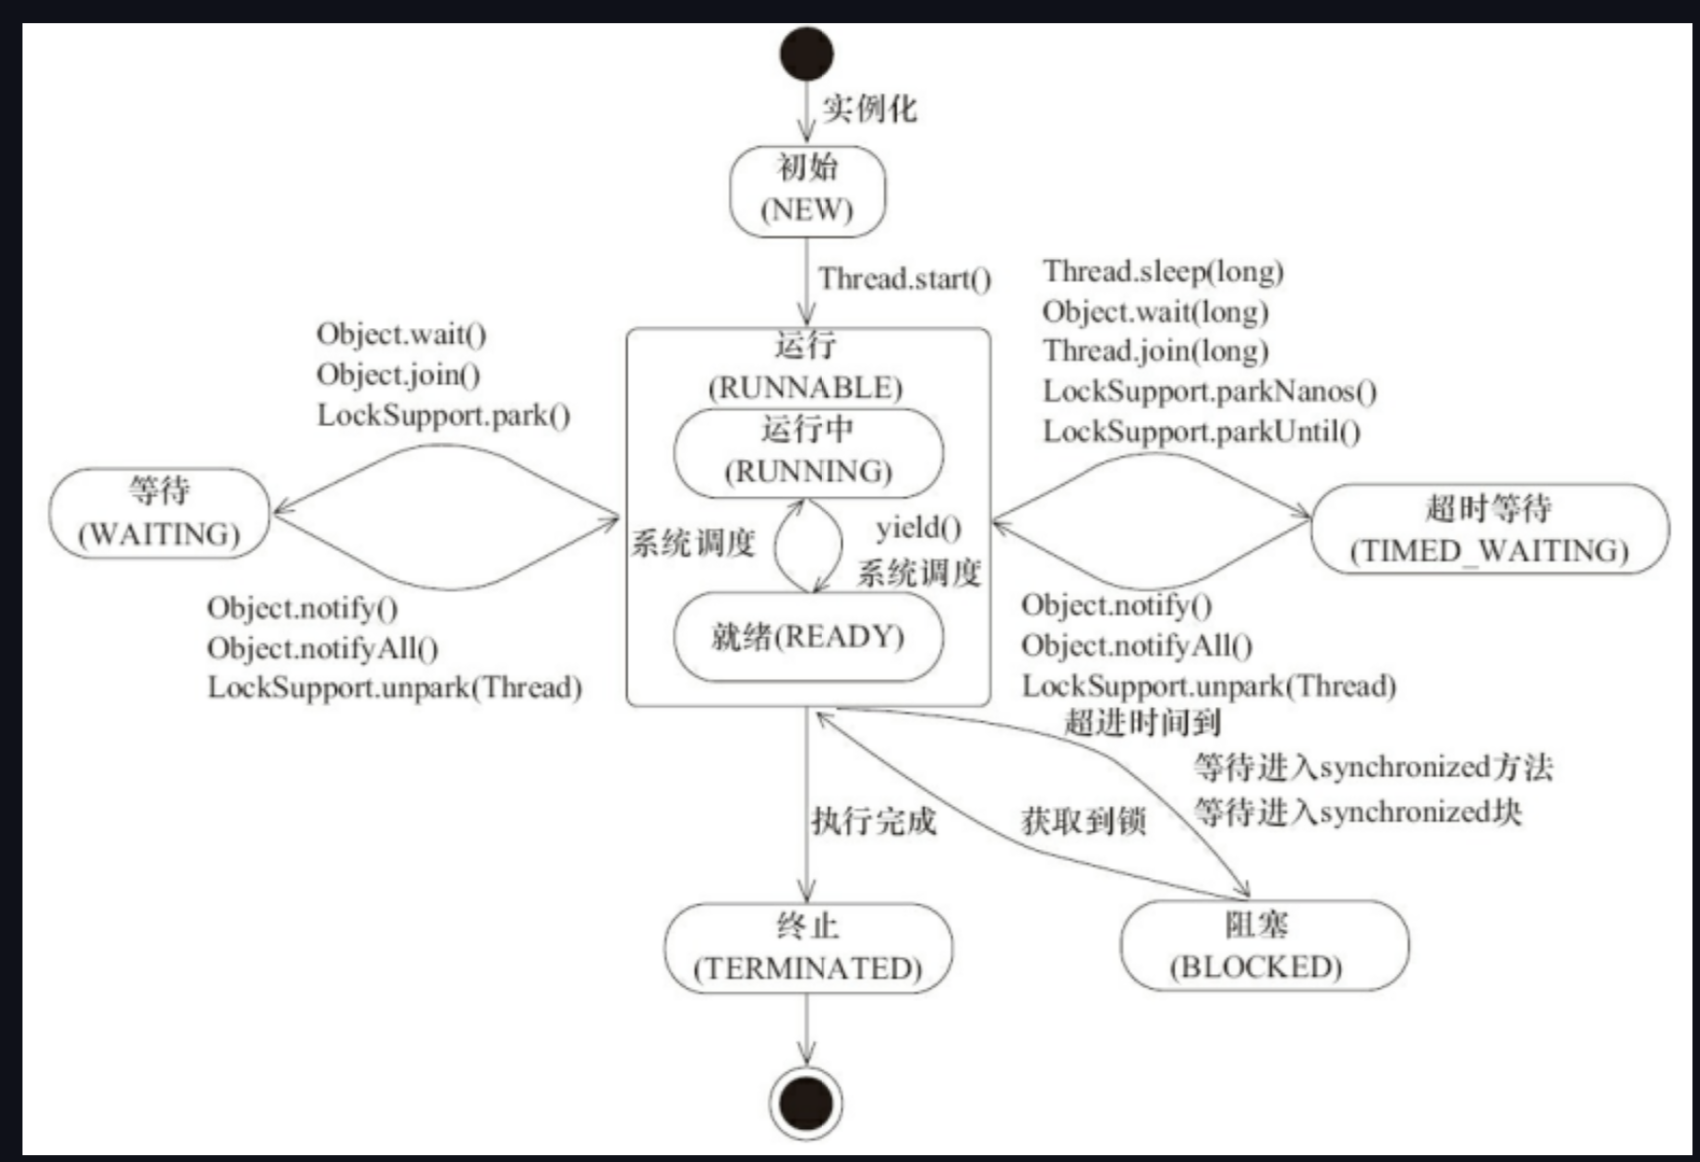 实例化
初始
(NEW)
Thread.start()
Object.wait()
Object.join()
LockSupport.park()
等待
(WAITING)
Object.notify()
Object.notifyAll()
LockSupport.unpark(Thread)
运行
(RUNNABLE)
运行中
(RUNNING)
系统调度
yield()
系统调度
就绪(READY)
Thread.sleep(long)
Object.wait(long)
Thread.join(long)
LockSupport.parkNanos()
LockSupport.parkUntil()
超时等待
(TIMED_WAITING)
Object.notify()
Object.notifyAll()
LockSupport.unpark(Thread)
超进时间到
等待进入synchronized方法
等待进入synchronized块
获取到锁
执行完成
终止
(TERMINATED)
阻塞
(BLOCKED)